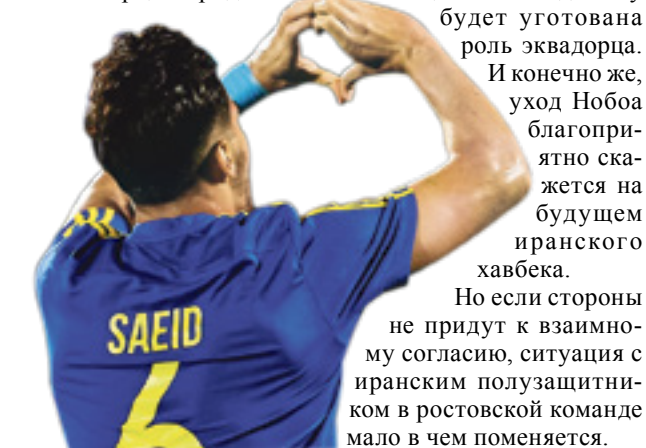 будет уготована
роль эквадорца.
И конечно же,
уход Нобоа
благопри-
ятно ска-
жется на
будущем
иранского
хавбека.
Но если стороны
не придут к взаимно-
му согласию, ситуация с
иранским полузащитни-
ком в ростовской команде
мало в чем поменяется.
SAEID
6